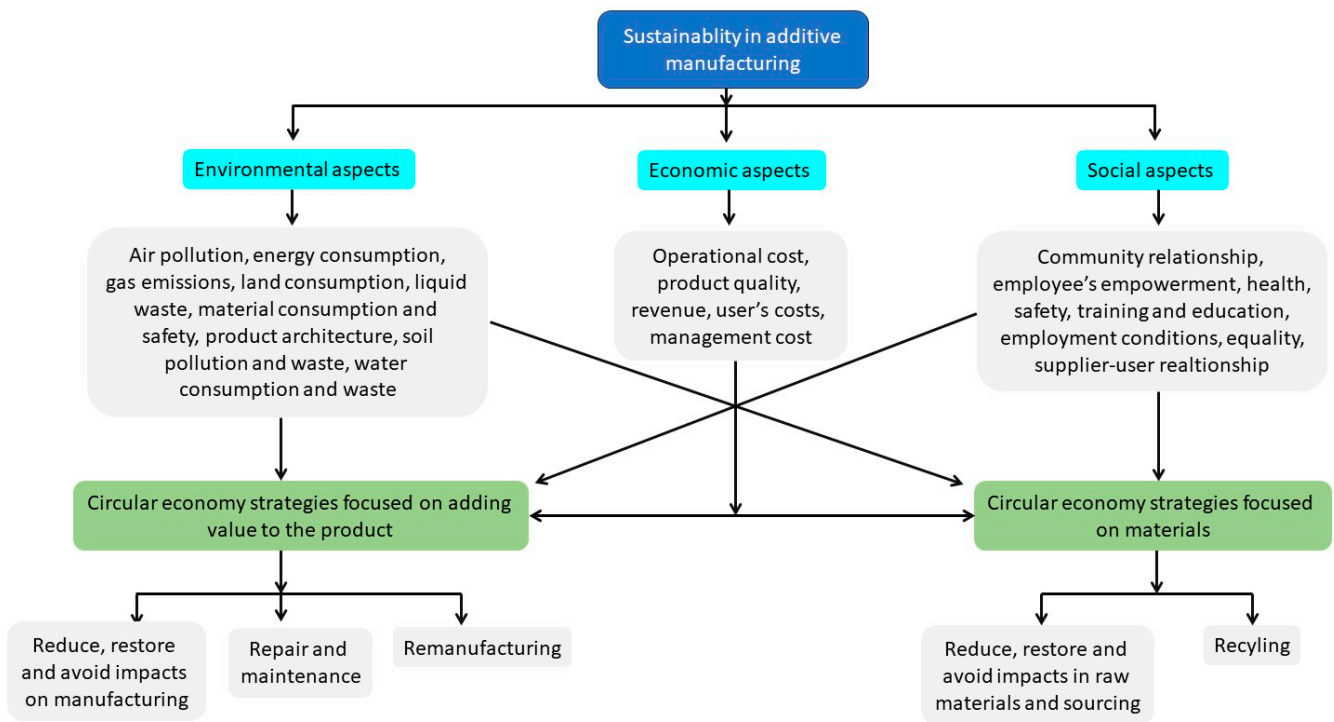 Sustainablity in additive
manufacturing
Environmental aspects
Economic aspects
Social aspects
Air pollution, energy consumption,
gas emissions, land consumption, liquid
waste, material consumption and
safety, product architecture, soil
pollution and waste, water
consumption and waste
Operational cost,
product quality,
revenue, user's costs,
management cost
Community relationship,
employee's empowerment, health,
safety, training and education,
employment conditions, equality,
supplier-user realtionship
Circular economy strategies focused on adding
value to the product
Circular economy strategies focused
on materials
Reduce, restore
and avoid impacts
on manufacturing
Repair and
maintenance
Remanufacturing
Reduce, restore and
avoid impacts in raw
materials and sourcing
Recyling